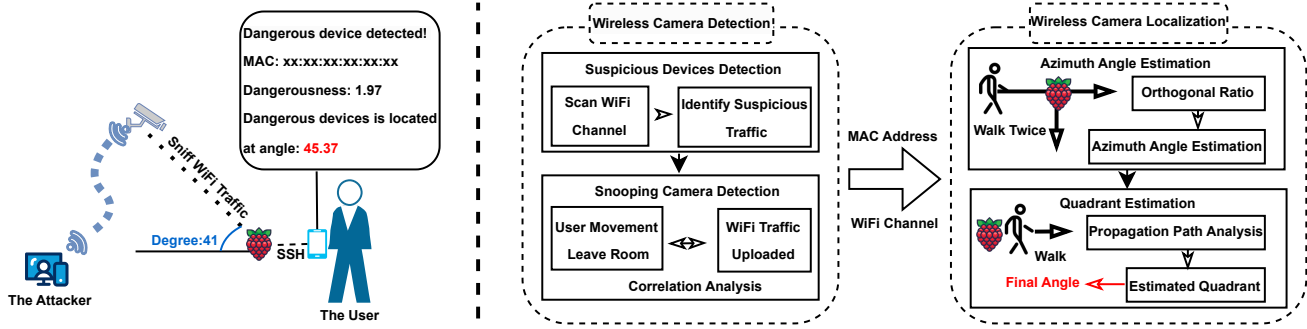 Dangerous device detected!
MAC: xx:xx:xx:xx:xx:xx
Dangerousness: 1.97
Dangerous devices is located
at angle: 45.37
Sniff WiFi Traffic
Degree:41
SSH
The Attacker
The User
Wireless Camera Detection
Suspicious Devices Detection
Scan WiFi
Channel
Identify Suspicious
Traffic
Snooping Camera Detection
User Movement
Leave Room
WiFi Traffic
Uploaded
Correlation Analysis
MAC Address
WiFi Channel
Wireless Camera Localization
Azimuth Angle Estimation
Walk Twice
Orthogonal Ratio
Azimuth Angle Estimation
Quadrant Estimation
Walk
Propagation Path Analysis
Final Angle
Estimated Quadrant